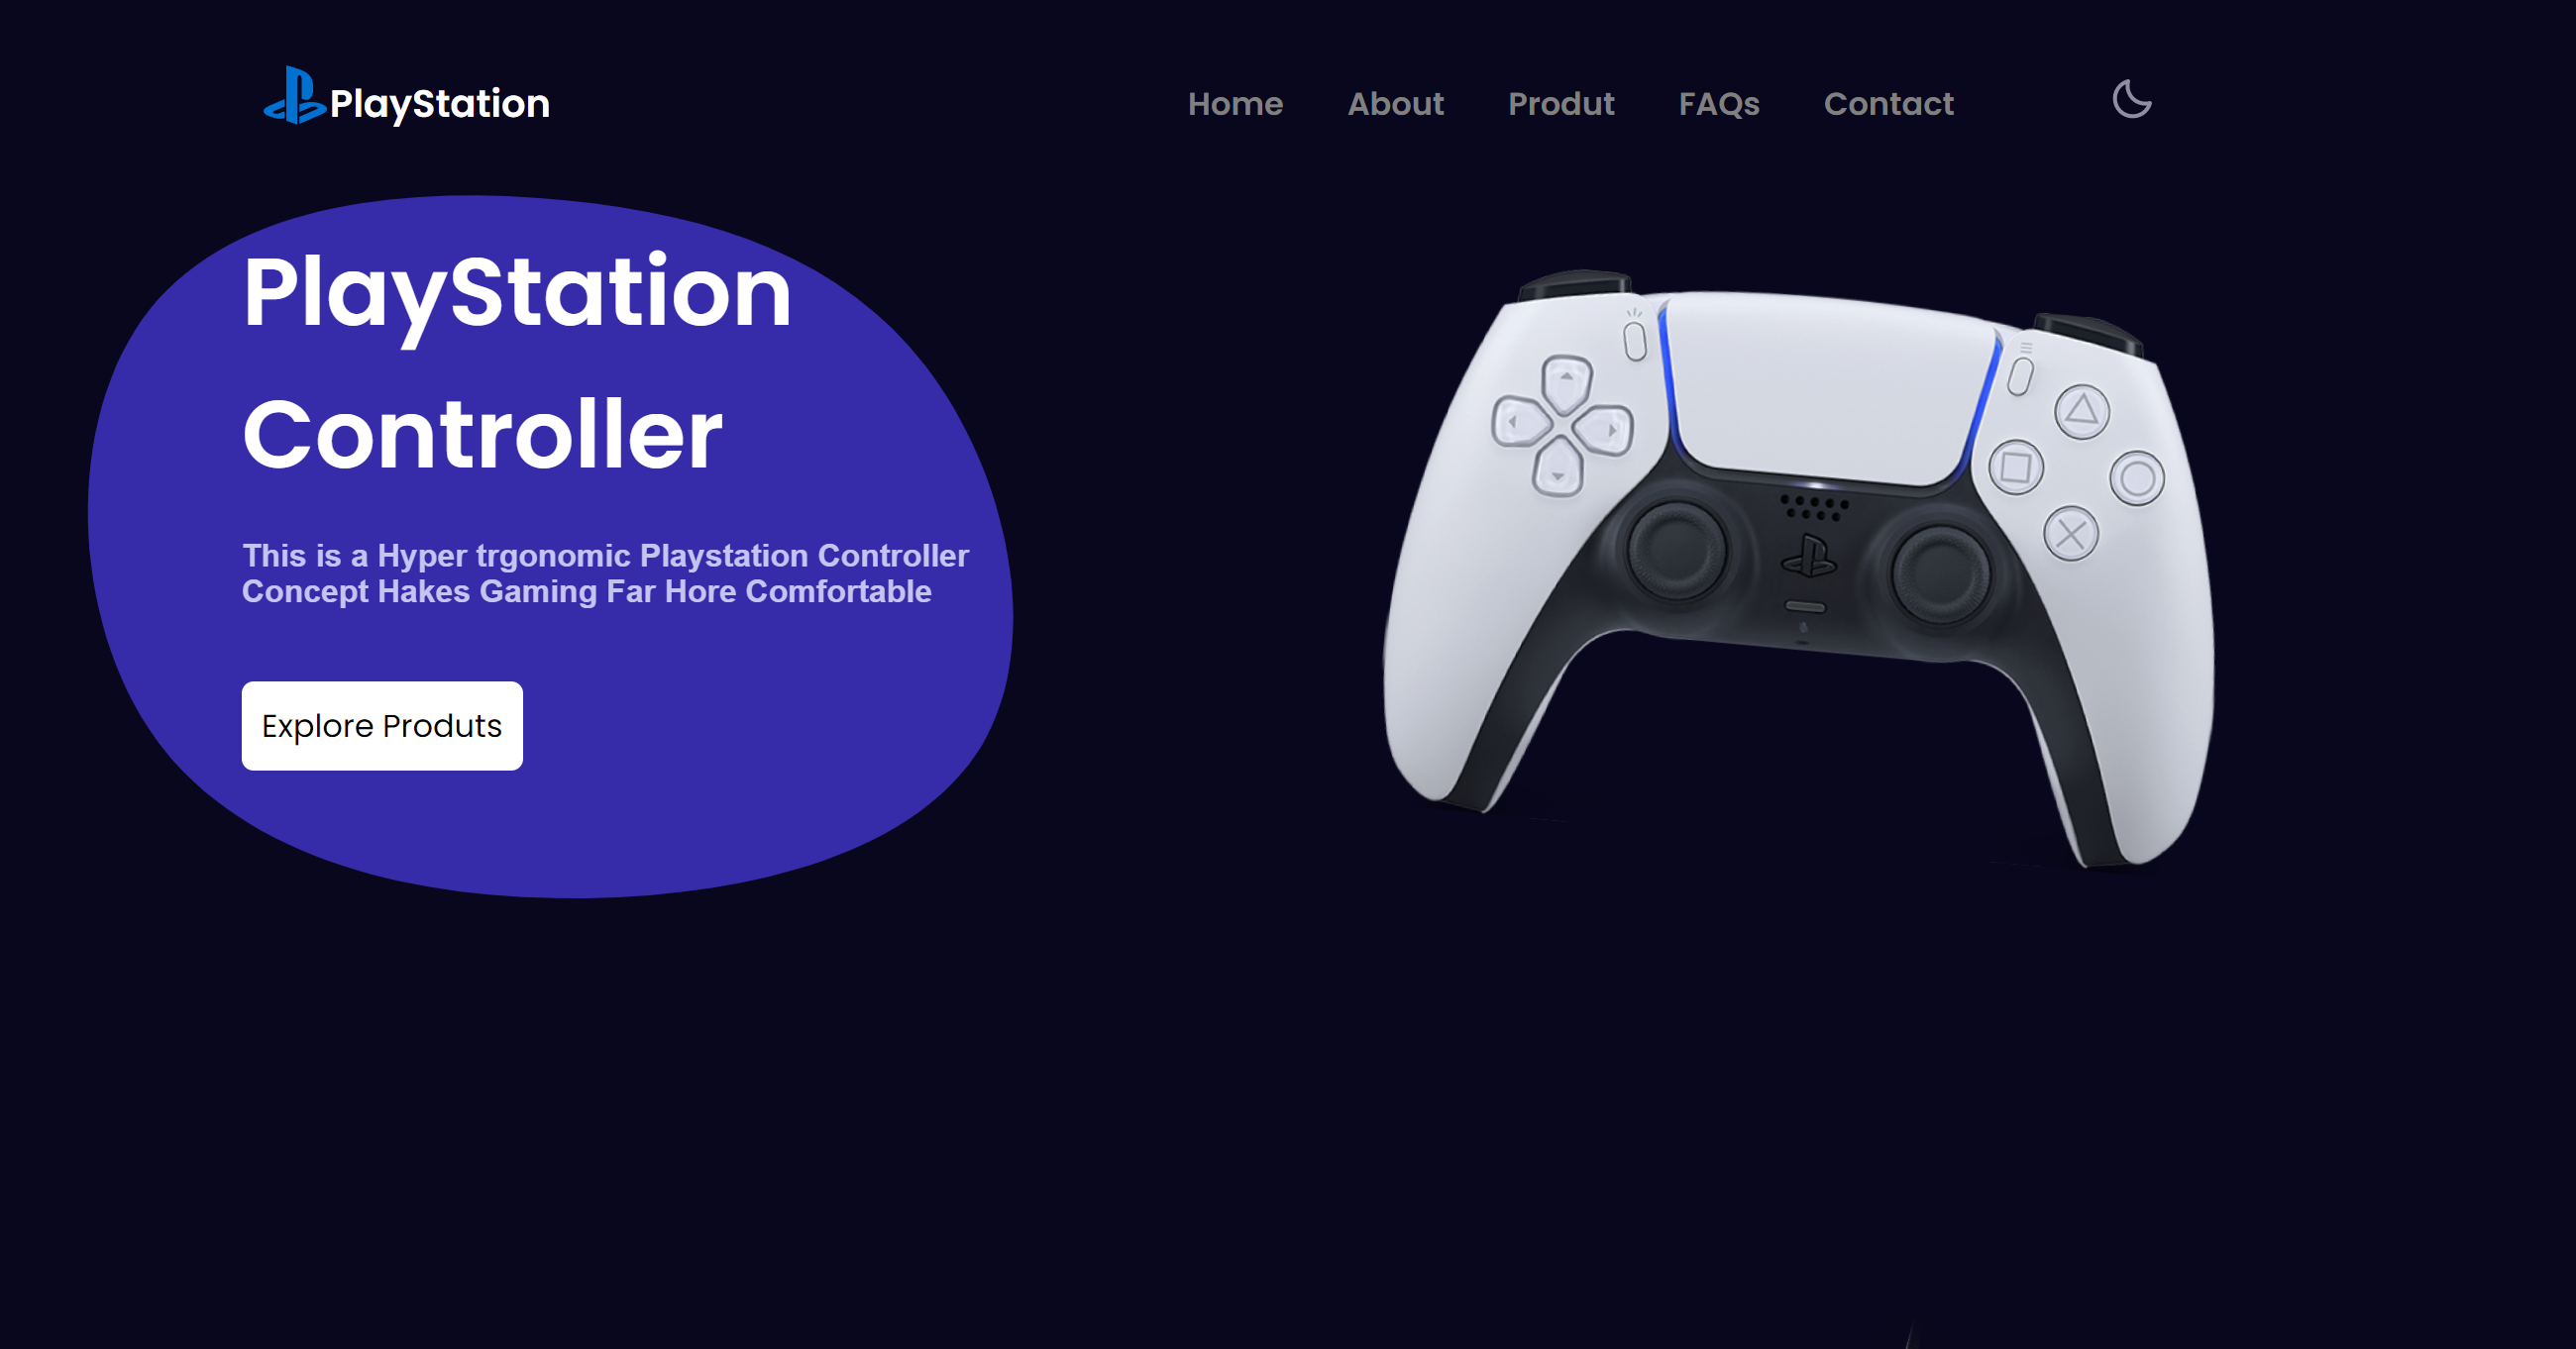 PlayStation
Home About Produt FAQs Contact
PlayStation
Controller
This is a Hyper trgonomic Playstation Controller
Concept Hakes Gaming Far Hore Comfortable
Explore Produts